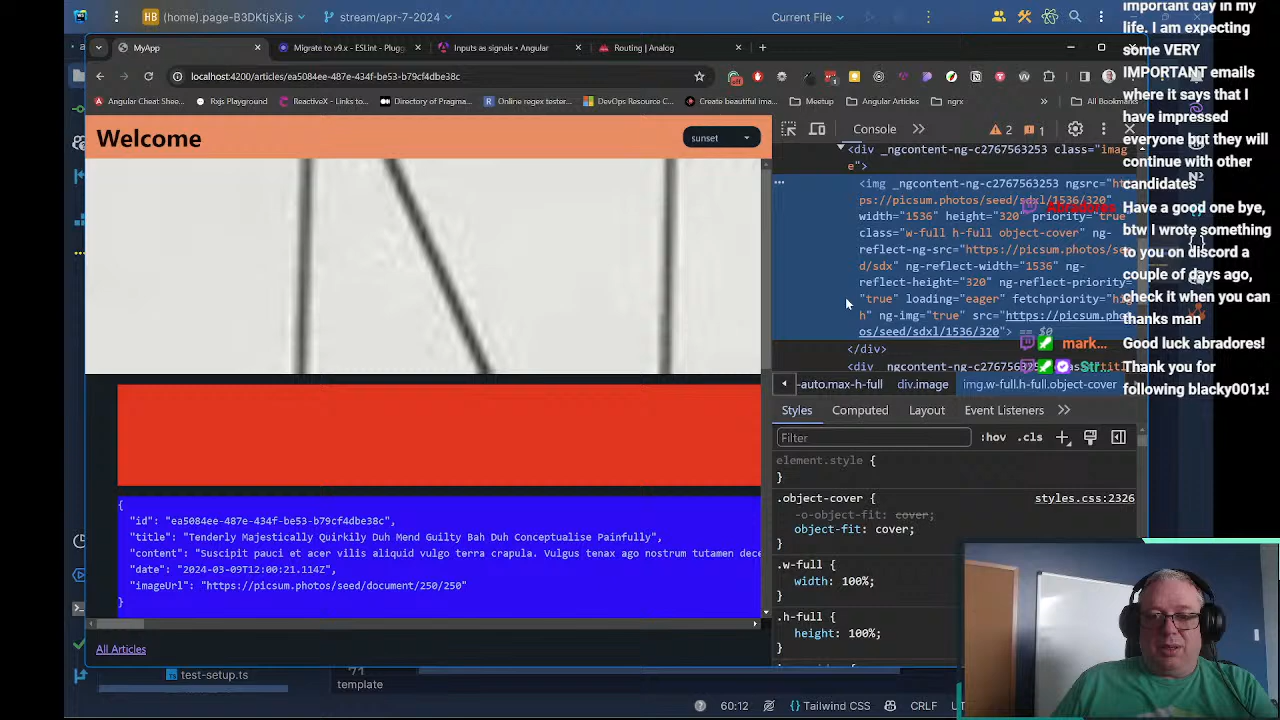 HB (home).page-B3DKtjsX.js
stream/apr-7-2024
Current File
MyApp
Migrate to v9.x - ESLint - Plugg
Inputs as signals • Angular
Routing | Analog
localhost:4200/articles/ea5084ee-487e-434f-be53-b79cf4dbe38c
Angular Cheat Shee...
Rxjs Playground
ReactiveX - Links to...
Directory of Pragma...
Online regex tester...
DevOps Resource C...
Create beautiful ima...
Meetup
Angular Articles
ngrx
All Bookmarks
Welcome
sunset
Console
2
1
<div _ngcontent-ng-c2767563253 class="imag
e">
<img _ngcontent-ng-c2767563253 ngsrc="ht
ps://picsum.photos/seed/sdxl/1536/320"
width="1536" height="320" priority="true"
class="w-full h-full object-cover" ng-
reflect-ng-src="https://picsum.photos/se
d/sdx" ng-reflect-width="1536" ng-
reflect-height="320" ng-reflect-priority=
"true" loading="eager" fetchpriority="hig
h" ng-img="true" src="https://picsum.phot
os/seed/sdxl/1536/320"> == $0
</div>
-auto.max-h-full
div.image
img.w-full.h-full.object-cover
Styles
Computed
Layout
Event Listeners
Filter
:hov
.cls
element.style {
}
.object-cover {
styles.css:2326
-o-object-fit: cover;
object-fit: cover;
}
.w-full {
width: 100%;
}
.h-full {
height: 100%;
{
"id": "ea5084ee-487e-434f-be53-b79cf4dbe38c",
"title": "Tenderly Majestically Quirkily Duh Mend Guilty Bah Duh Conceptualise Painfully",
"content": "Suscipit pauci et acer vilis aliquid vulgo terra crapula. Vulgus tenax ago nostrum tutamen dece
"date": "2024-03-09T12:00:21.114Z",
"imageUrl": "https://picsum.photos/seed/document/250/250"
}
All Articles
test-setup.ts
71
template
60:12
Tailwind CSS
CRLF
important day in my
life. I am expecting
some VERY
IMPORTANT emails
where it says that I
have impressed
everyone but they will
continue with other
candidates
Abradores
Have a good one bye,
btw I wrote something
to you on discord a
couple of days ago,
check it when you can
thanks man
mark...
Good luck abradores!
Str...
Thank you for
following blacky001x!